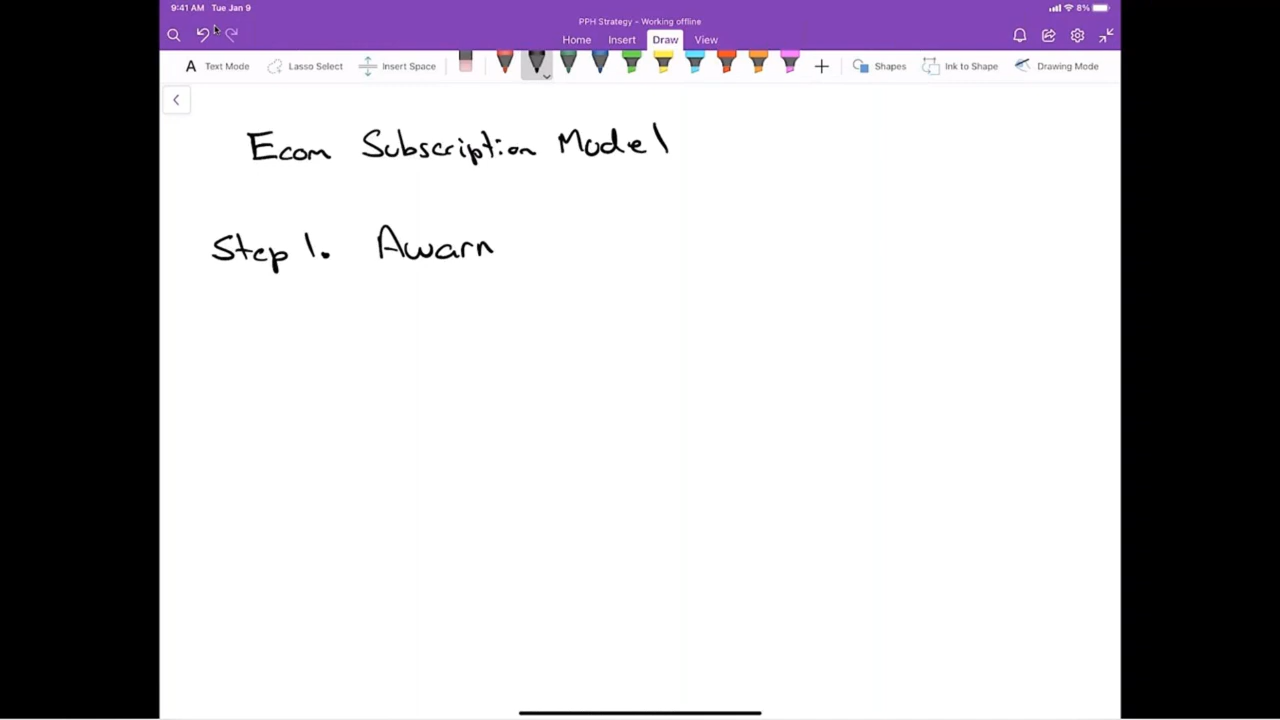 9:41 AM Tue Jan 9 8%
PPH Strategy – Working offline
Home Insert Draw View
A Text Mode Lasso Select Insert Space Shapes Ink to Shape Drawing Mode
Ecom Subscription Model
Step 1. Awarn